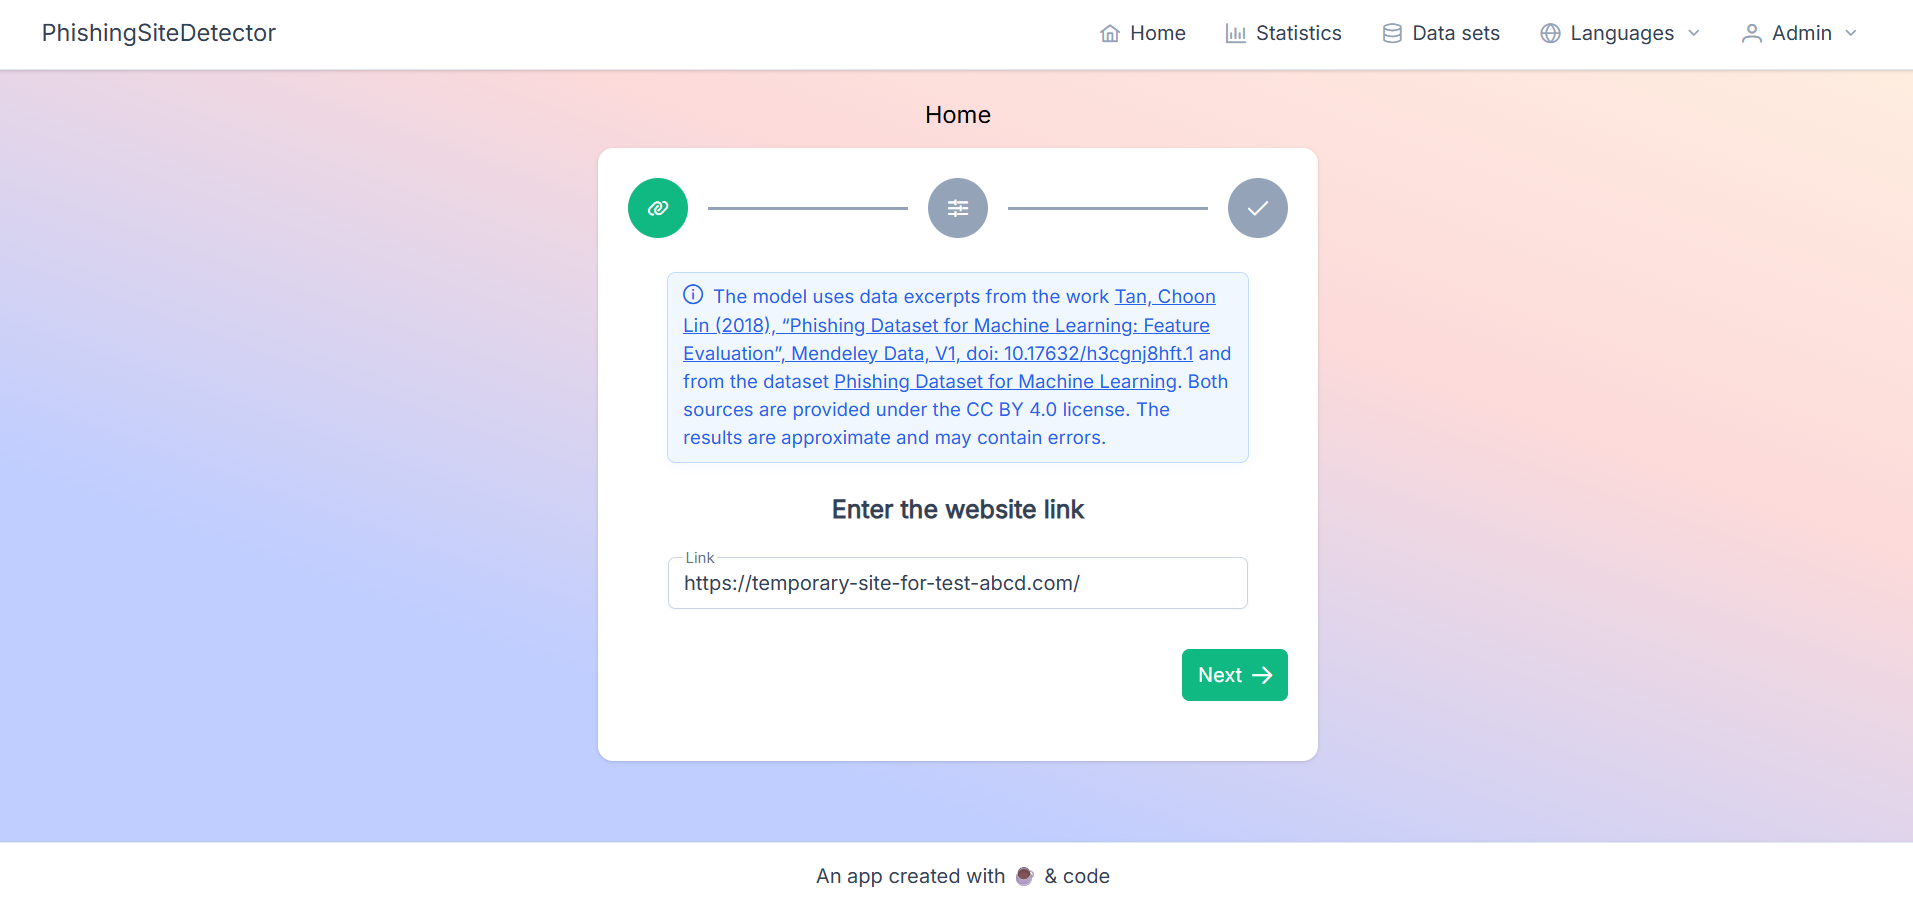 PhishingSiteDetector
Home
Statistics
Data sets
Languages
Admin
Home
The model uses data excerpts from the work Tan, Choon
Lin (2018), “Phishing Dataset for Machine Learning: Feature
Evaluation”, Mendeley Data, V1, doi: 10.17632/h3cgnj8hft.1 and
from the dataset Phishing Dataset for Machine Learning. Both
sources are provided under the CC BY 4.0 license. The
results are approximate and may contain errors.
Enter the website link
Link
https://temporary-site-for-test-abcd.com/
Next
An app created with & code